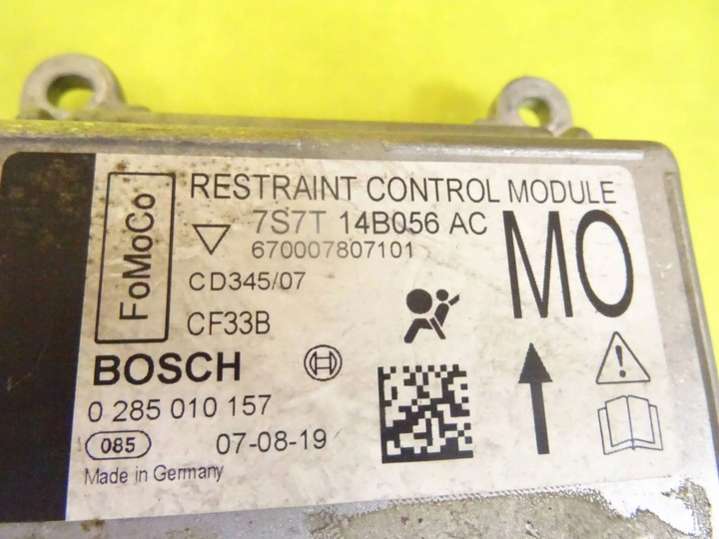 FoMoCo
RESTRAINT CONTROL MODULE
7S7T 14B056 AC
670007807101
MO
CD345/07
CF33B
BOSCH
0 285 010 157
085 07-08-19
Made in Germany